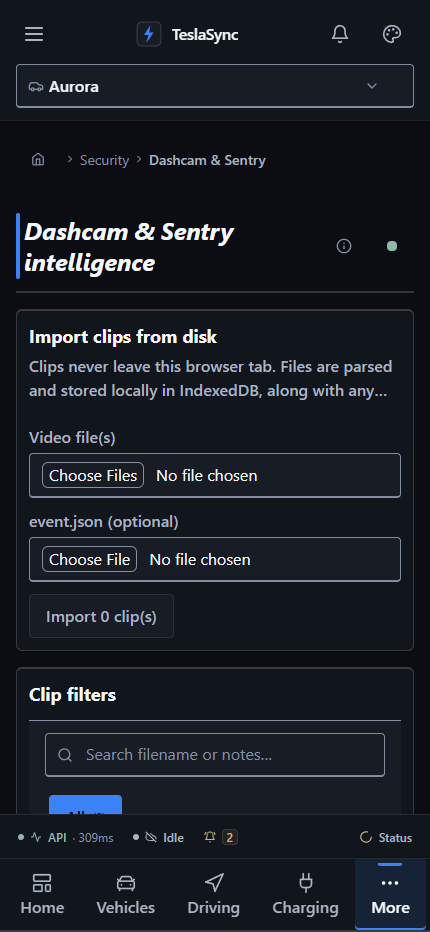 TeslaSync
Aurora
Security
Dashcam & Sentry
Dashcam & Sentry
intelligence
Import clips from disk
Clips never leave this browser tab. Files are parsed
and stored locally in IndexedDB, along with any...
Video file(s)
Choose Files No file chosen
event.json (optional)
Choose File No file chosen
Import 0 clip(s)
Clip filters
Search filename or notes...
API · 309ms Idle 2 Status
Home Vehicles Driving Charging More